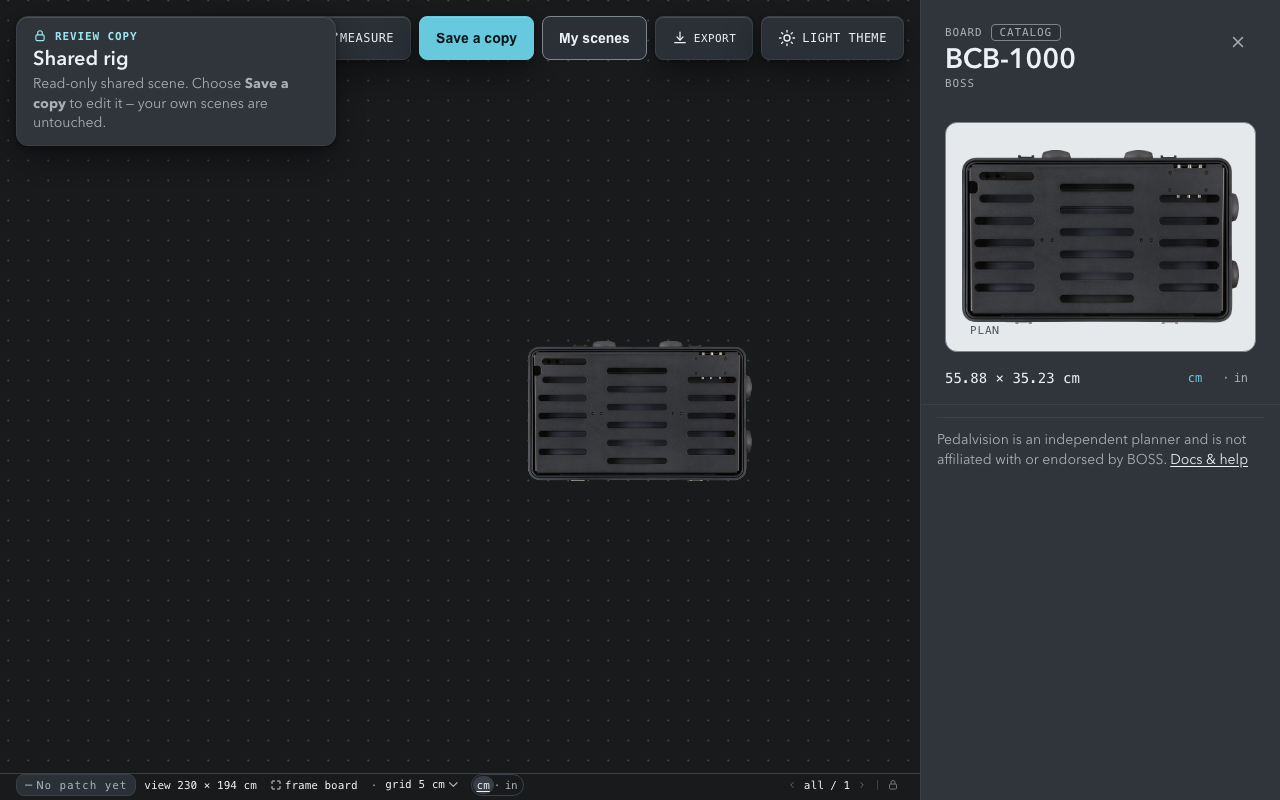 REVIEW COPY
Shared rig
Read-only shared scene. Choose Save a
copy to edit it – your own scenes are
untouched.
MEASURE
Save a copy
My scenes
EXPORT
LIGHT THEME
BOARD CATALOG
BCB-1000
BOSS
PLAN
55.88 × 35.23 cm
cm · in
Pedalvision is an independent planner and is not
affiliated with or endorsed by BOSS. Docs & help
— No patch yet
view 230 × 194 cm
frame board
· grid 5 cm
cm · in
‹ all / 1 ›